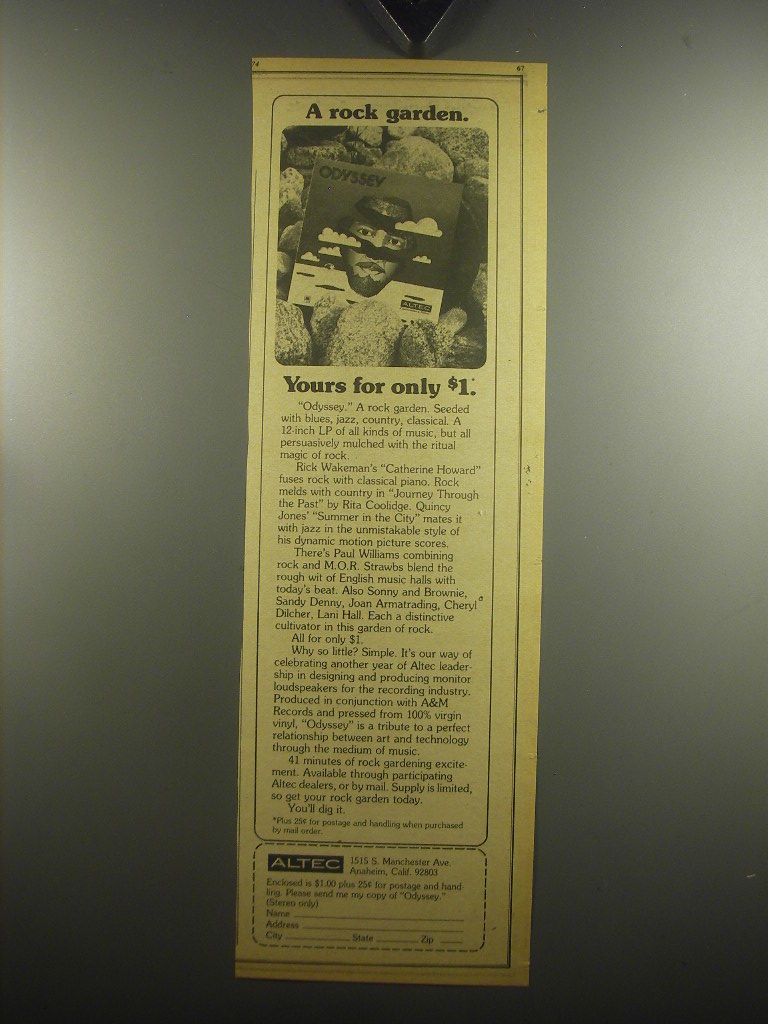 74
67
A rock garden.
ODYSSEY
ALTEC
Yours for only $1.*
"Odyssey." A rock garden. Seeded
with blues, jazz, country, classical. A
12-inch LP of all kinds of music, but all
persuasively mulched with the ritual
magic of rock.
Rick Wakeman's "Catherine Howard"
fuses rock with classical piano. Rock
melds with country in "Journey Through
the Past" by Rita Coolidge. Quincy
Jones' "Summer in the City" mates it
with jazz in the unmistakable style of
his dynamic motion picture scores.
There's Paul Williams combining
rock and M.O.R. Strawbs blend the
rough wit of English music halls with
today's beat. Also Sonny and Brownie,
Sandy Denny, Joan Armatrading, Cheryl
Dilcher, Lani Hall. Each a distinctive
cultivator in this garden of rock.
All for only $1.
Why so little? Simple. It's our way of
celebrating another year of Altec leader-
ship in designing and producing monitor
loudspeakers for the recording industry.
Produced in conjunction with A&M
Records and pressed from 100% virgin
vinyl, "Odyssey" is a tribute to a perfect
relationship between art and technology
through the medium of music.
41 minutes of rock gardening excite-
ment. Available through participating
Altec dealers, or by mail. Supply is limited,
so get your rock garden today.
You'll dig it.
*Plus 25¢ for postage and handling when purchased
by mail order.
ALTEC
1515 S. Manchester Ave.
Anaheim, Calif. 92803
Enclosed is $1.00 plus 25¢ for postage and hand-
ling. Please send me my copy of "Odyssey."
(Stereo only)
Name
Address
City State Zip